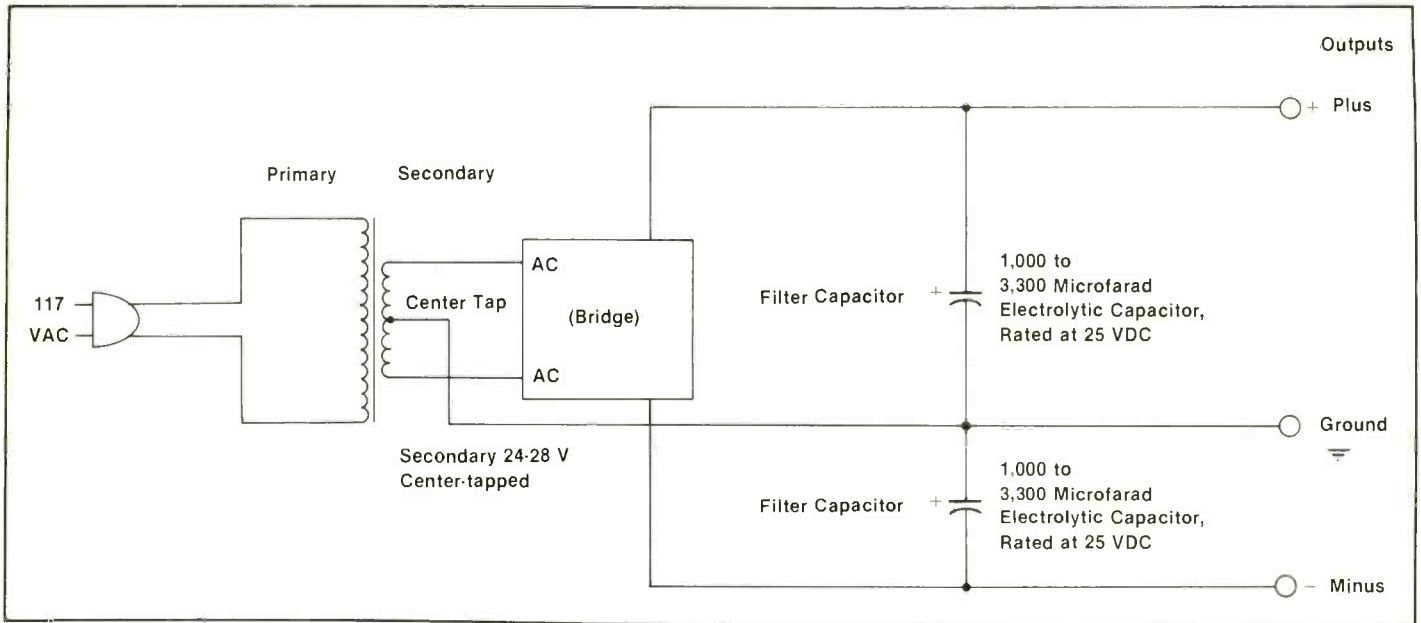 Outputs
+ Plus
Primary
Secondary
117
VAC
AC
Center Tap
(Bridge)
AC
Filter Capacitor
+
1,000 to
3,300 Microfarad
Electrolytic Capacitor,
Rated at 25 VDC
Ground
Secondary 24-28 V
Center-tapped
Filter Capacitor
+
1,000 to
3,300 Microfarad
Electrolytic Capacitor,
Rated at 25 VDC
- Minus